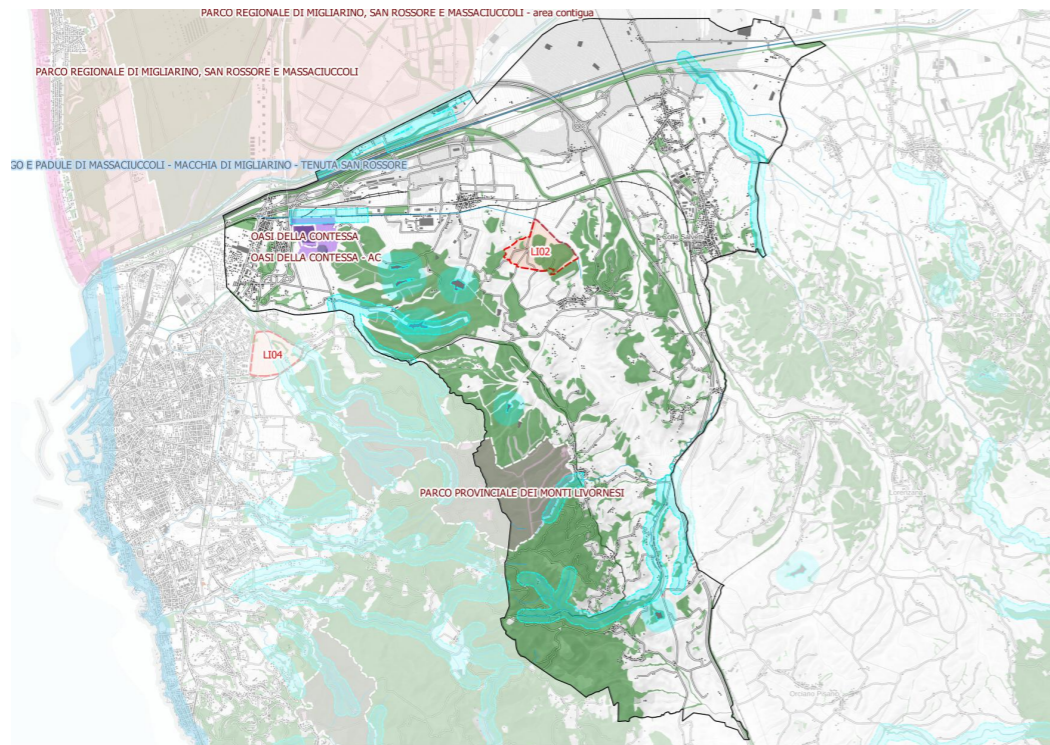 PARCO REGIONALE DI MIGLIARINO, SAN ROSSORE E MASSACIUCCOLI - area contigua
PARCO REGIONALE DI MIGLIARINO, SAN ROSSORE E MASSACIUCCOLI
GO E PADULE DI MASSACIUCCOLI - MACCHIA DI MIGLIARINO - TENUTA SAN ROSSORE
OASI DELLA CONTESSA
OASI DELLA CONTESSA - AC
LI02
LI04
PARCO PROVINCIALE DEI MONTI LIVORNESI
Orciano Pisano